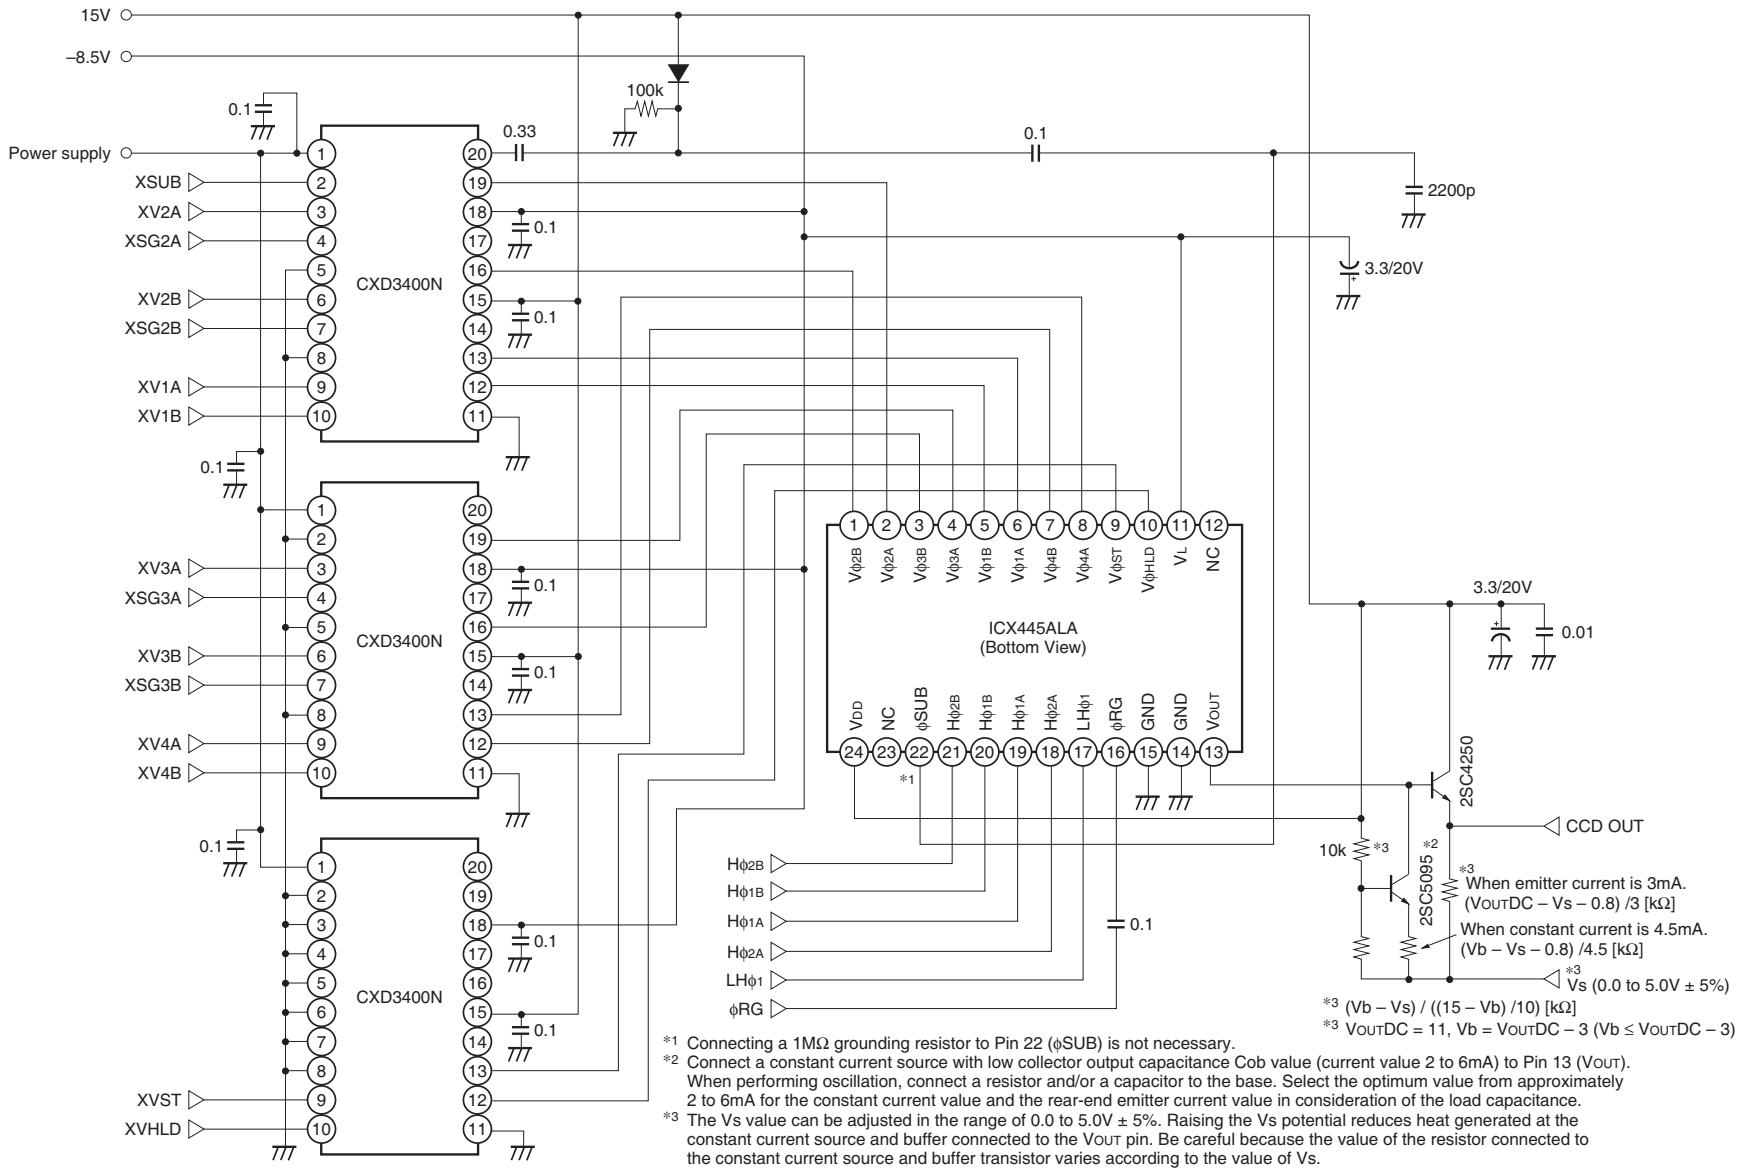 15V
–8.5V
100k
0.1
0.33
0.1
Power supply
1
20
XSUB
2
19
2200p
XV2A
3
18
0.1
XSG2A
4
17
5
CXD3400N
16
3.3/20V
+
XV2B
6
15
0.1
XSG2B
7
14
8
13
XV1A
9
12
XV1B
10
11
0.1
1
20
2
19
XV3A
3
18
0.1
XSG3A
4
17
5
CXD3400N
16
XV3B
6
15
0.1
XSG3B
7
14
8
13
XV4A
9
12
XV4B
10
11
0.1
1
20
2
19
3
18
0.1
4
17
5
CXD3400N
16
6
15
0.1
7
14
8
13
XVST
9
12
XVHLD
10
11
1 2 3 4 5 6 7 8 9 10 11 12
Vϕ2B Vϕ2A Vϕ3B Vϕ3A Vϕ1B Vϕ1A Vϕ4B Vϕ4A VϕST VϕHLD VL NC
ICX445ALA
(Bottom View)
VDD NC ϕSUB Hϕ2B Hϕ1B Hϕ1A Hϕ2A LHϕ1 ϕRG GND GND VOUT
24 23 22 21 20 19 18 17 16 15 14 13
*1
3.3/20V
+
0.01
2SC4250
CCD OUT
10k
*3
2SC5095
*2
*3
When emitter current is 3mA.
(VOUTDC – Vs – 0.8) /3 [kΩ]
When constant current is 4.5mA.
(Vb – Vs – 0.8) /4.5 [kΩ]
*3
Vs (0.0 to 5.0V ± 5%)
*3 (Vb – Vs) / ((15 – Vb) /10) [kΩ]
*3 VOUTDC = 11, Vb = VOUTDC – 3 (Vb ≤ VOUTDC – 3)
Hϕ2B
Hϕ1B
Hϕ1A
0.1
Hϕ2A
LHϕ1
ϕRG
*1 Connecting a 1MΩ grounding resistor to Pin 22 (ϕSUB) is not necessary.
*2 Connect a constant current source with low collector output capacitance Cob value (current value 2 to 6mA) to Pin 13 (VOUT).
When performing oscillation, connect a resistor and/or a capacitor to the base. Select the optimum value from approximately
2 to 6mA for the constant current value and the rear-end emitter current value in consideration of the load capacitance.
*3 The Vs value can be adjusted in the range of 0.0 to 5.0V ± 5%. Raising the Vs potential reduces heat generated at the
constant current source and buffer connected to the VOUT pin. Be careful because the value of the resistor connected to
the constant current source and buffer transistor varies according to the value of Vs.